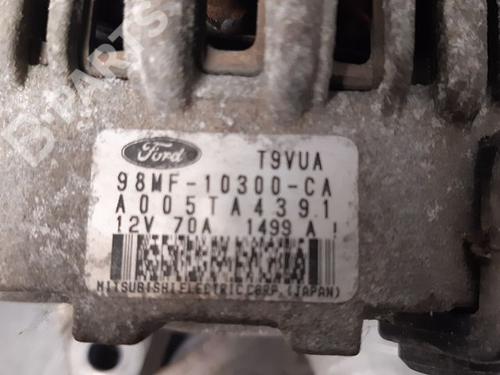 Ford T9VUA
98MF-10300-CA
A005TA4391
12V 70A 1499 A !
MITSUBISHI ELECTRIC CORP. (JAPAN)